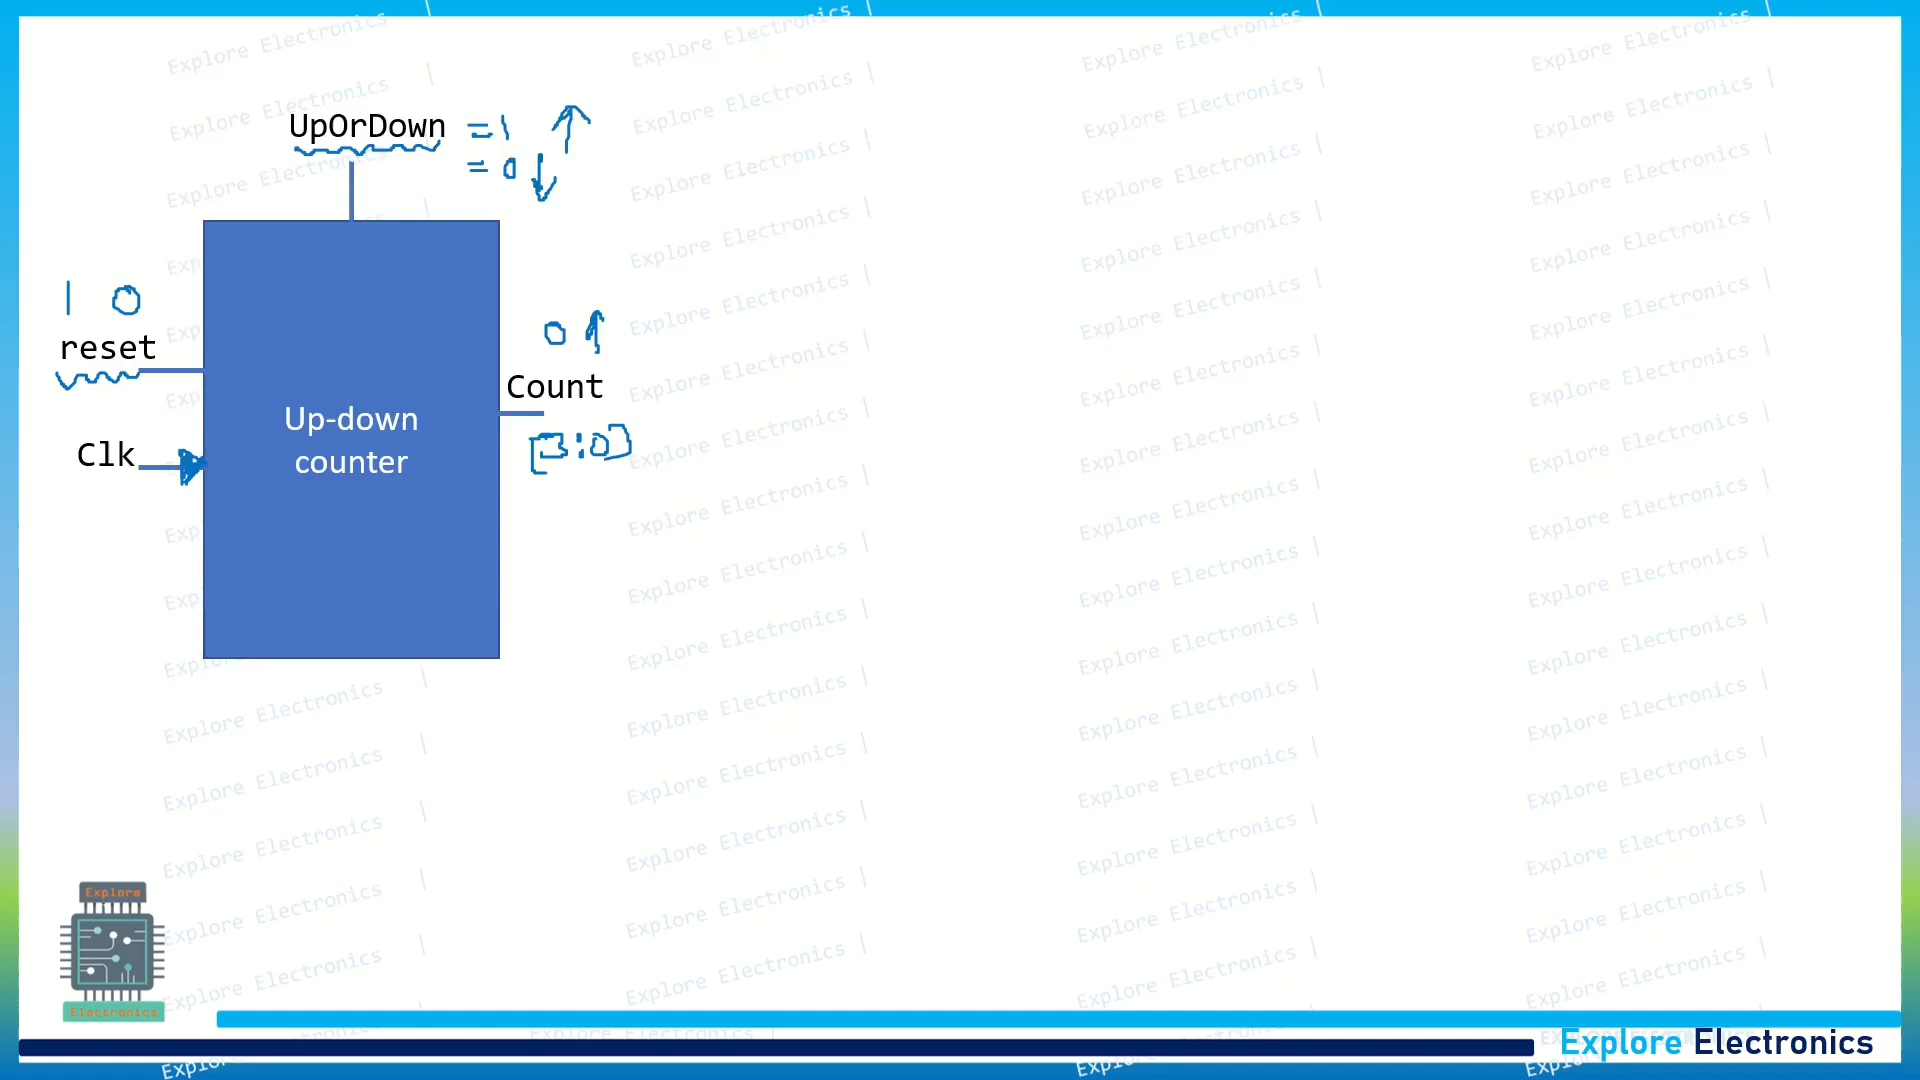 UpOrDown = 1 ↑
= 0 ↓
1 0
reset
0 ↑
Count
[3:0]
Clk
Up-down
counter
Explore
Electronics
Explore Electronics